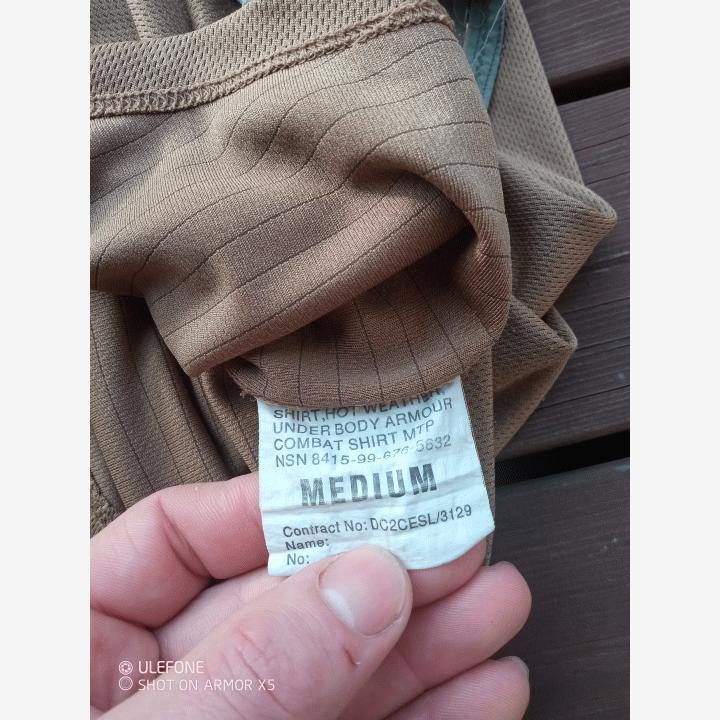 SHIRT,HOT WEATHER,
UNDER BODY ARMOUR
COMBAT SHIRT MTP
NSN 8415-99-676-5632
MEDIUM
Contract No: DC2CESL/3129
Name:
No:
ULEFONE
SHOT ON ARMOR X5